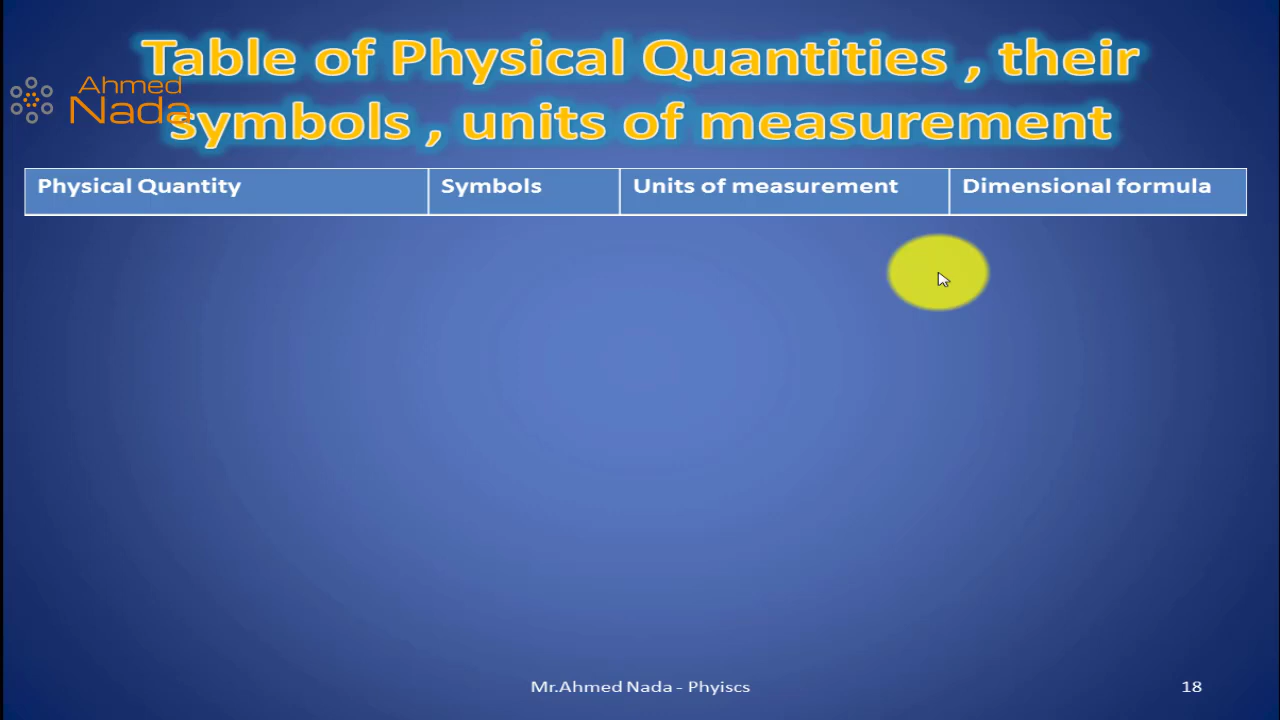 Table of Physical Quantities , their
symbols , units of measurement
Ahmed
Nada
Physical Quantity Symbols Units of measurement Dimensional formula
Mr.Ahmed Nada - Phyiscs
18